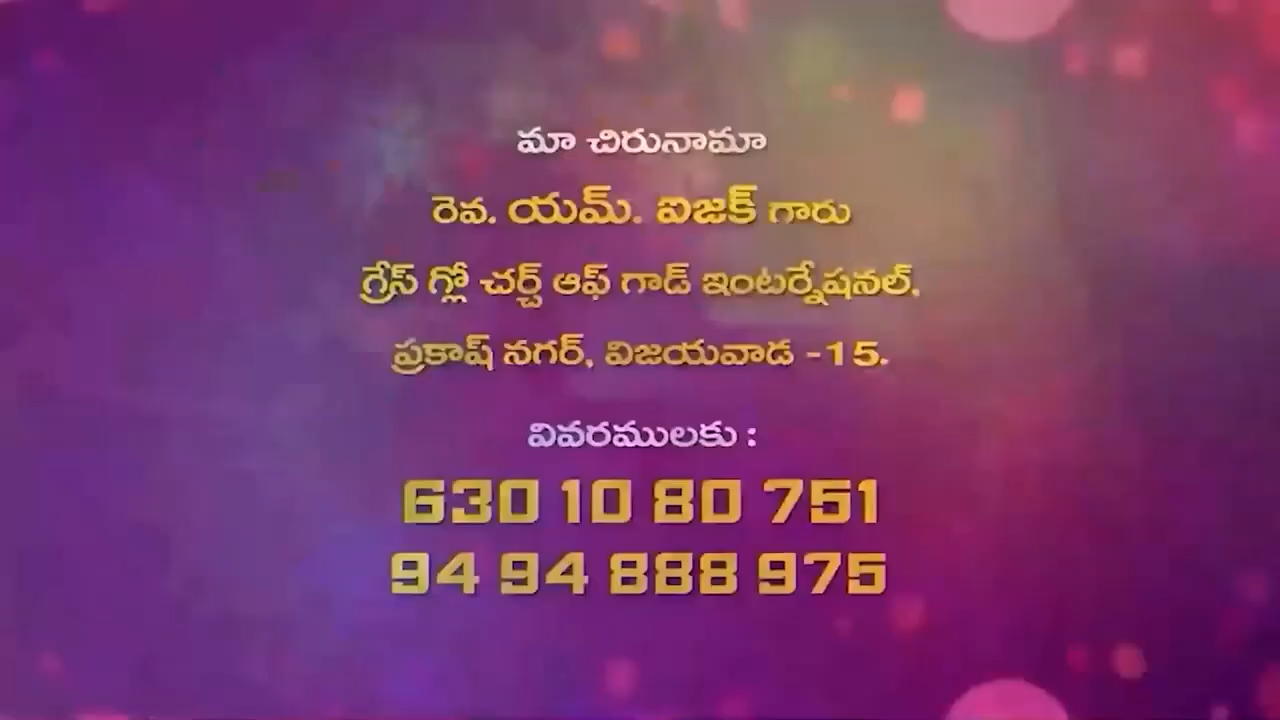 మా చిరునామా
రెవ. యమ్. ఐజక్ గారు
గ్రేస్ గ్లో చర్చ్ ఆఫ్ గాడ్ ఇంటర్నేషనల్,
ప్రకాష్ నగర్, విజయవాడ -15.
వివరములకు :
630 10 80 751
94 94 888 975